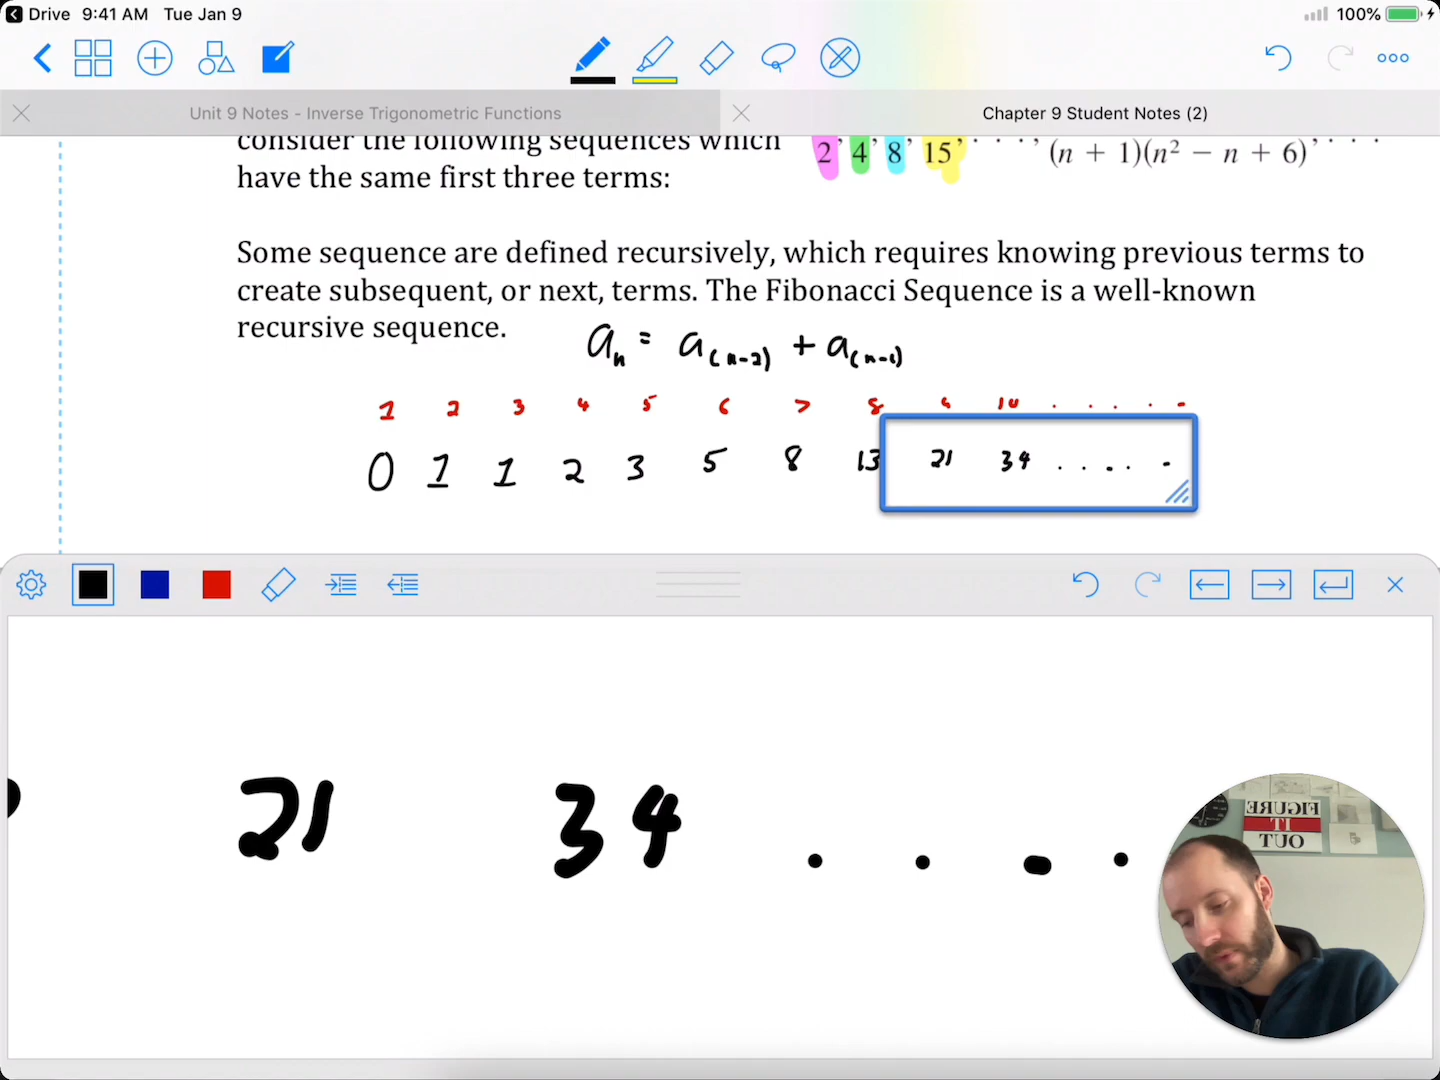 Drive 9:41 AM Tue Jan 9 100%
Unit 9 Notes - Inverse Trigonometric Functions Chapter 9 Student Notes (2)
consider the following sequences which
have the same first three terms:
2, 4, 8, 15, . . . ., (n + 1)(n² − n + 6), . . .
Some sequence are defined recursively, which requires knowing previous terms to
create subsequent, or next, terms. The Fibonacci Sequence is a well-known
recursive sequence.
aₙ = a(n-2) + a(n-1)
1 2 3 4 5 6 7 8 9 10 . . . . -
0 1 1 2 3 5 8 13 21 34 . . . . -
21 34 . . . .
FIGURE
IT
OUT